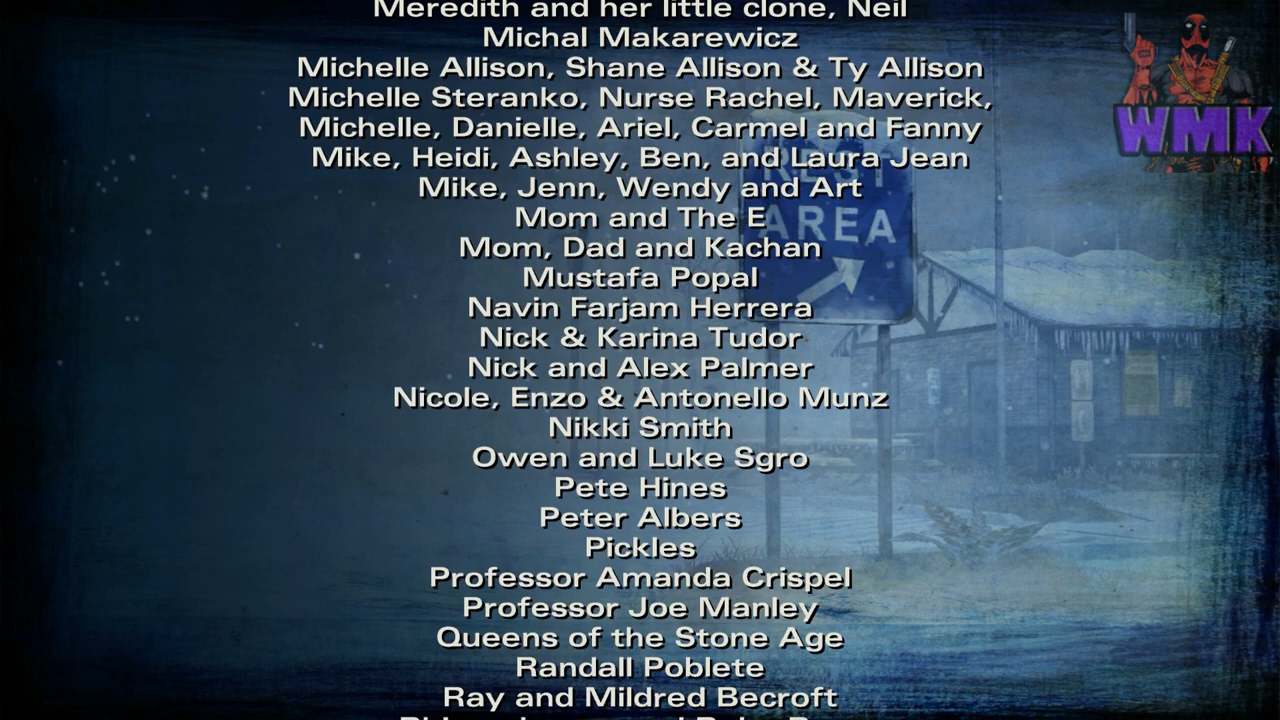 Meredith and her little clone, Neil
Michal Makarewicz
Michelle Allison, Shane Allison & Ty Allison
Michelle Steranko, Nurse Rachel, Maverick,
Michelle, Danielle, Ariel, Carmel and Fanny
Mike, Heidi, Ashley, Ben, and Laura Jean
Mike, Jenn, Wendy and Art
Mom and The E
Mom, Dad and Kachan
Mustafa Popal
Navin Farjam Herrera
Nick & Karina Tudor
Nick and Alex Palmer
Nicole, Enzo & Antonello Munz
Nikki Smith
Owen and Luke Sgro
Pete Hines
Peter Albers
Pickles
Professor Amanda Crispel
Professor Joe Manley
Queens of the Stone Age
Randall Poblete
Ray and Mildred Becroft
REST
AREA
WMK